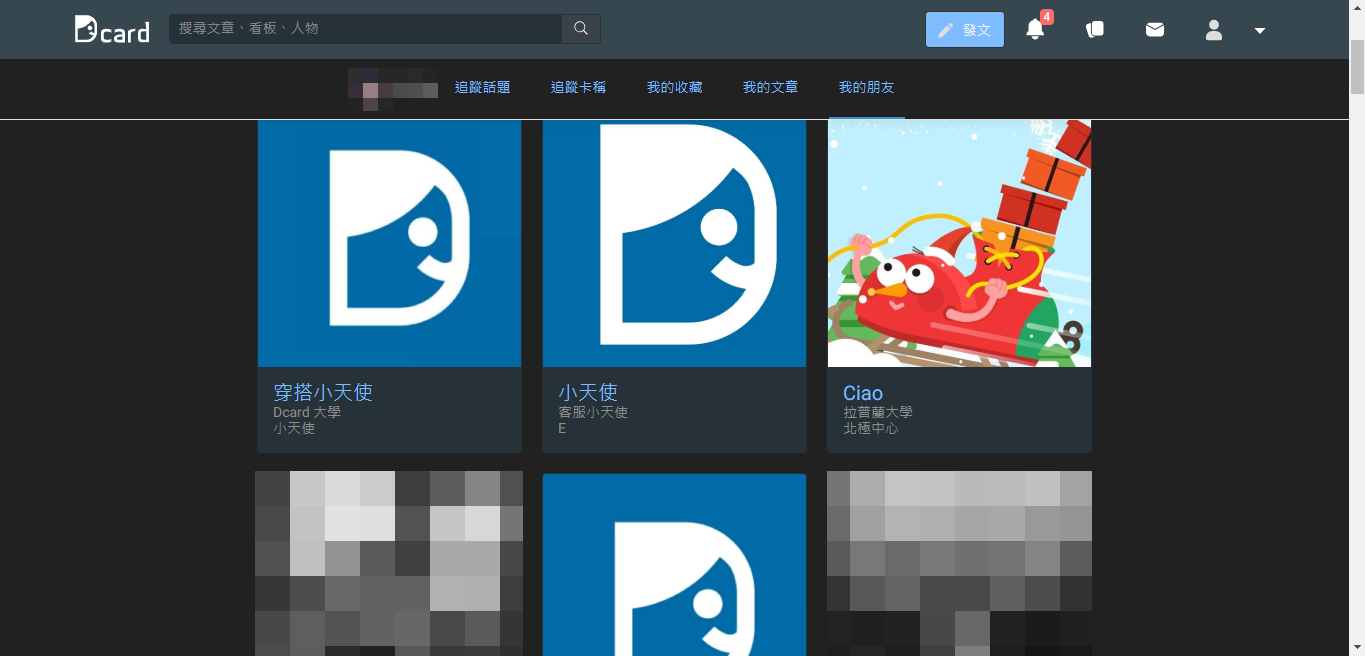 Dcard
搜尋文章、看板、人物
發文
4
追蹤話題
追蹤卡稱
我的收藏
我的文章
我的朋友
穿搭小天使
Dcard 大學
小天使
小天使
客服小天使
E
Ciao
拉普蘭大學
北極中心